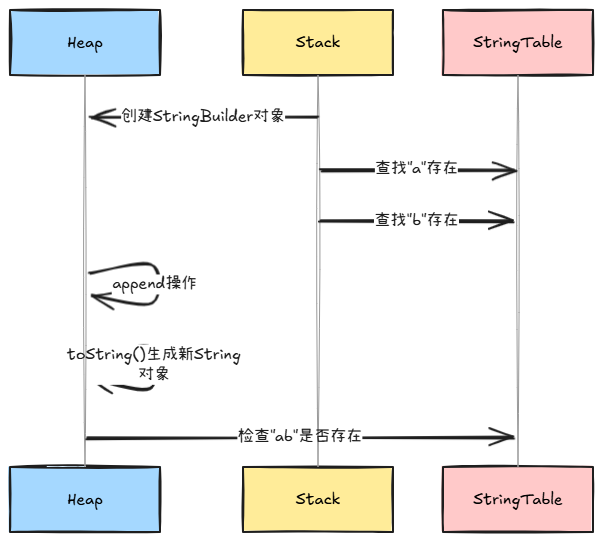 Heap
Stack
StringTable
创建StringBuilder对象
查找"a"存在
查找"b"存在
append操作
toString()生成新String
对象
检查"ab"是否存在
Heap
Stack
StringTable